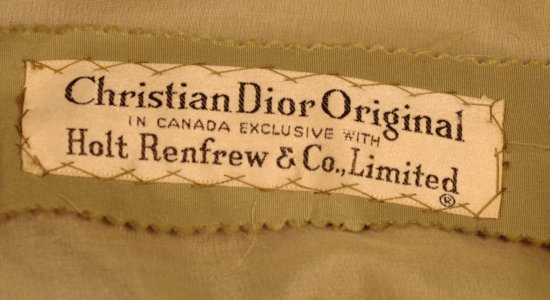 Christian Dior Original
IN CANADA EXCLUSIVE WITH
Holt Renfrew & Co., Limited
®